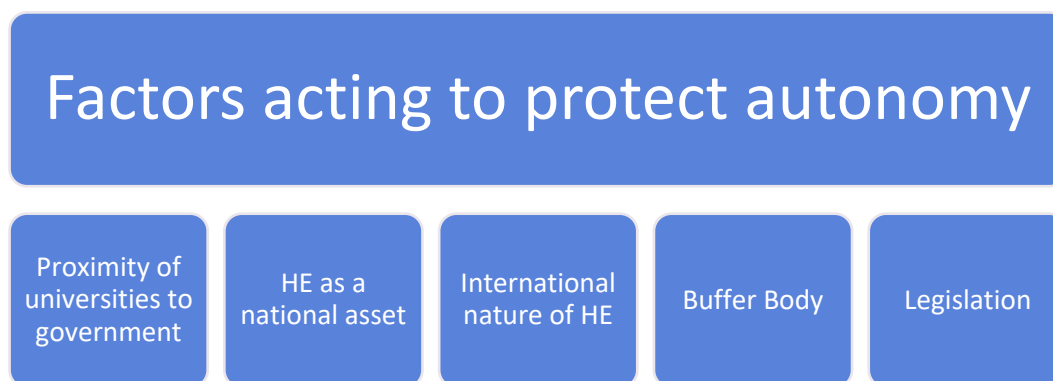 Factors acting to protect autonomy
Proximity of
universities to
government
HE as a
national asset
International
nature of HE
Buffer Body
Legislation